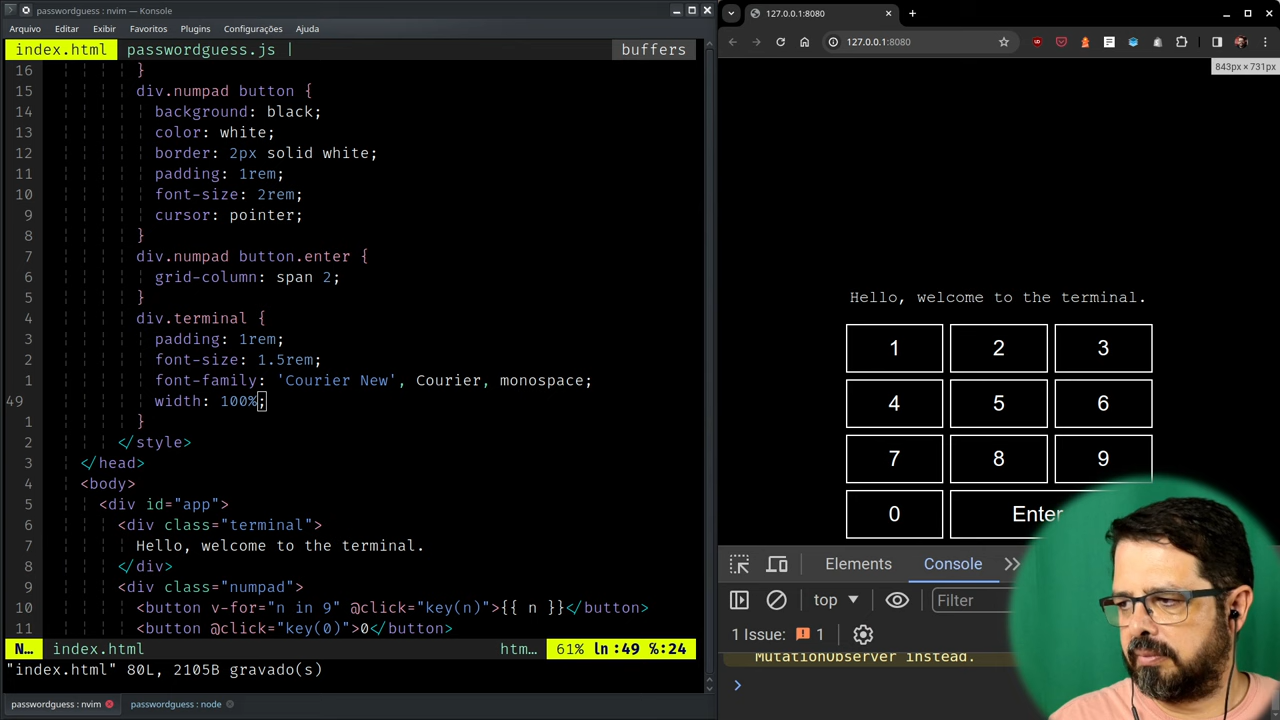 passwordguess : nvim — Konsole
Arquivo Editar Exibir Favoritos Plugins Configurações Ajuda
index.html passwordguess.js | buffers
16 }
15 div.numpad button {
14 background: black;
13 color: white;
12 border: 2px solid white;
11 padding: 1rem;
10 font-size: 2rem;
9 cursor: pointer;
8 }
7 div.numpad button.enter {
6 grid-column: span 2;
5 }
4 div.terminal {
3 padding: 1rem;
2 font-size: 1.5rem;
1 font-family: 'Courier New', Courier, monospace;
49 width: 100%;
1 }
2 </style>
3 </head>
4 <body>
5 <div id="app">
6 <div class="terminal">
7 Hello, welcome to the terminal.
8 </div>
9 <div class="numpad">
10 <button v-for="n in 9" @click="key(n)">{{ n }}</button>
11 <button @click="key(0)">0</button>
N… index.html htm… 61% ln:49 %:24
"index.html" 80L, 2105B gravado(s)
passwordguess : nvim passwordguess : node
127.0.0.1:8080
127.0.0.1:8080
843px × 731px
Hello, welcome to the terminal.
1 2 3
4 5 6
7 8 9
0 Enter
Elements Console
top Filter
1 Issue: 1
MutationObserver instead.